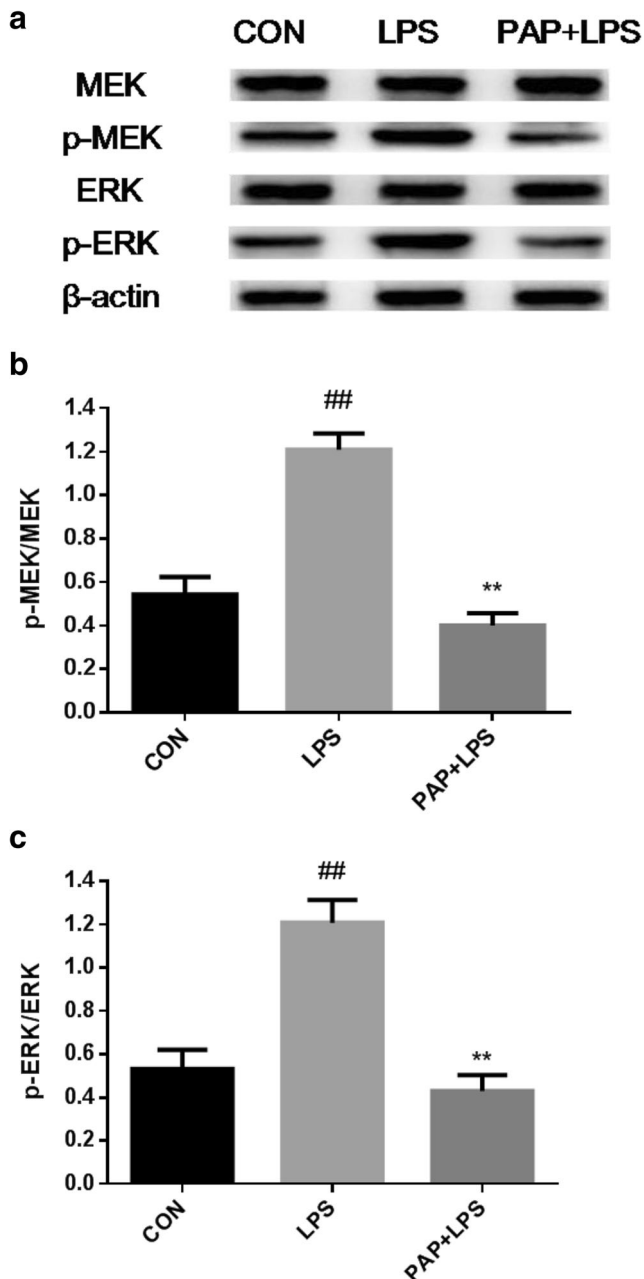 a
CON LPS PAP+LPS
MEK
p-MEK
ERK
p-ERK
β-actin
b
##
**
p-MEK/MEK
1.4
1.2
1.0
0.8
0.6
0.4
0.2
0.0
CON LPS PAP+LPS
c
##
**
p-ERK/ERK
1.4
1.2
1.0
0.8
0.6
0.4
0.2
0.0
CON LPS PAP+LPS